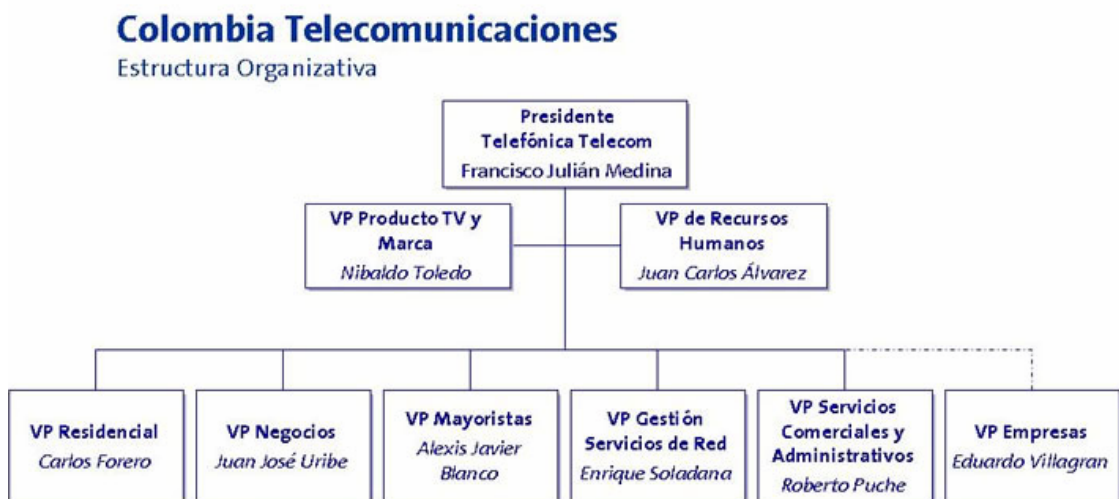 Colombia Telecomunicaciones
Estructura Organizativa
Presidente
Telefónica Telecom
Francisco Julián Medina
VP Producto TV y
Marca
Nibaldo Toledo
VP de Recursos
Humanos
Juan Carlos Álvarez
VP Residencial
Carlos Forero
VP Negocios
Juan José Uribe
VP Mayoristas
Alexis Javier
Blanco
VP Gestión
Servicios de Red
Enrique Soladana
VP Servicios
Comerciales y
Administrativos
Roberto Puche
VP Empresas
Eduardo Villagran